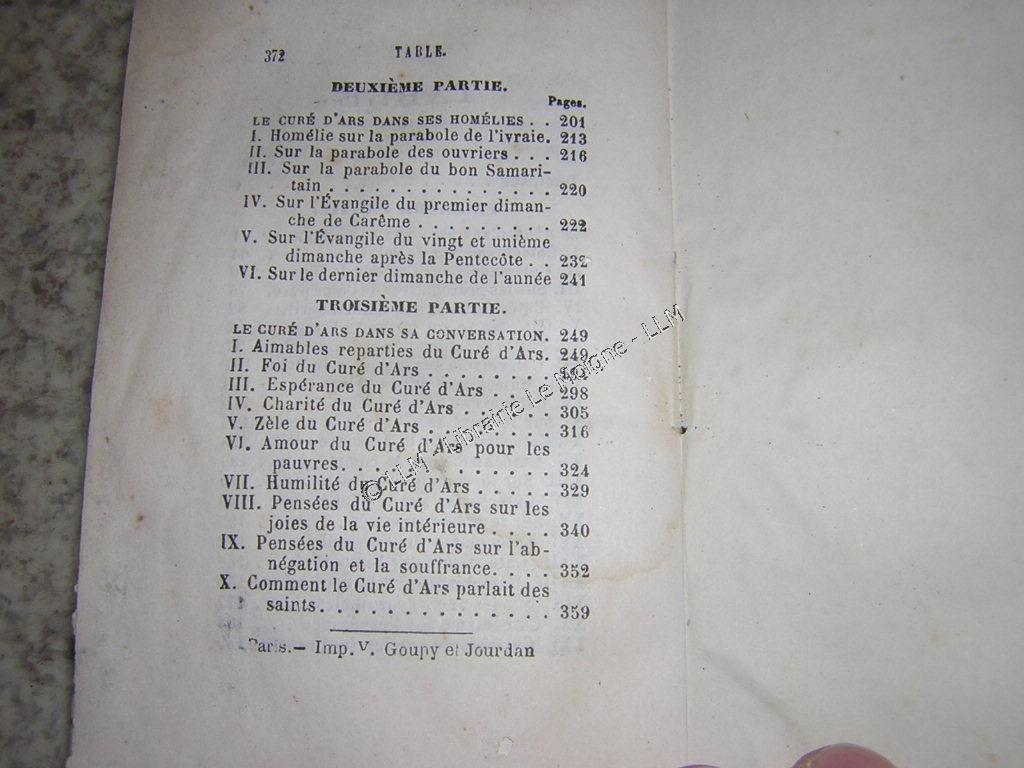 372 TABLE.
DEUXIÈME PARTIE.
Pages.
LE CURÉ D'ARS DANS SES HOMÉLIES . . 201
I. Homélie sur la parabole de l'ivraie. 213
II. Sur la parabole des ouvriers . . . 216
III. Sur la parabole du bon Samari-
tain . . . . . . . . . . . . . . . 220
IV. Sur l'Évangile du premier diman-
che de Carême . . . . . . . . . 222
V. Sur l'Évangile du vingt et unième
dimanche après la Pentecôte . . 232
VI. Sur le dernier dimanche de l'année 241
TROISIÈME PARTIE.
LE CURÉ D'ARS DANS SA CONVERSATION. 249
I. Aimables reparties du Curé d'Ars. 249
II. Foi du Curé d'Ars . . . . . . . .
III. Espérance du Curé d'Ars . . . . 298
IV. Charité du Curé d'Ars . . . . . . 305
V. Zèle du Curé d'Ars . . . . . . . . 316
VI. Amour du Curé d'Ars pour les
pauvres. . . . . . . . . . . . . . 324
VII. Humilité du Curé d'Ars . . . . . 329
VIII. Pensées du Curé d'Ars sur les
joies de la vie intérieure . . . . 340
IX. Pensées du Curé d'Ars sur l'ab-
négation et la souffrance. . . . 352
X. Comment le Curé d'Ars parlait des
saints. . . . . . . . . . . . . . . 359
Paris.— Imp. V. Goupy et Jourdan
© LLM - Librairie Le Moigne - LLM